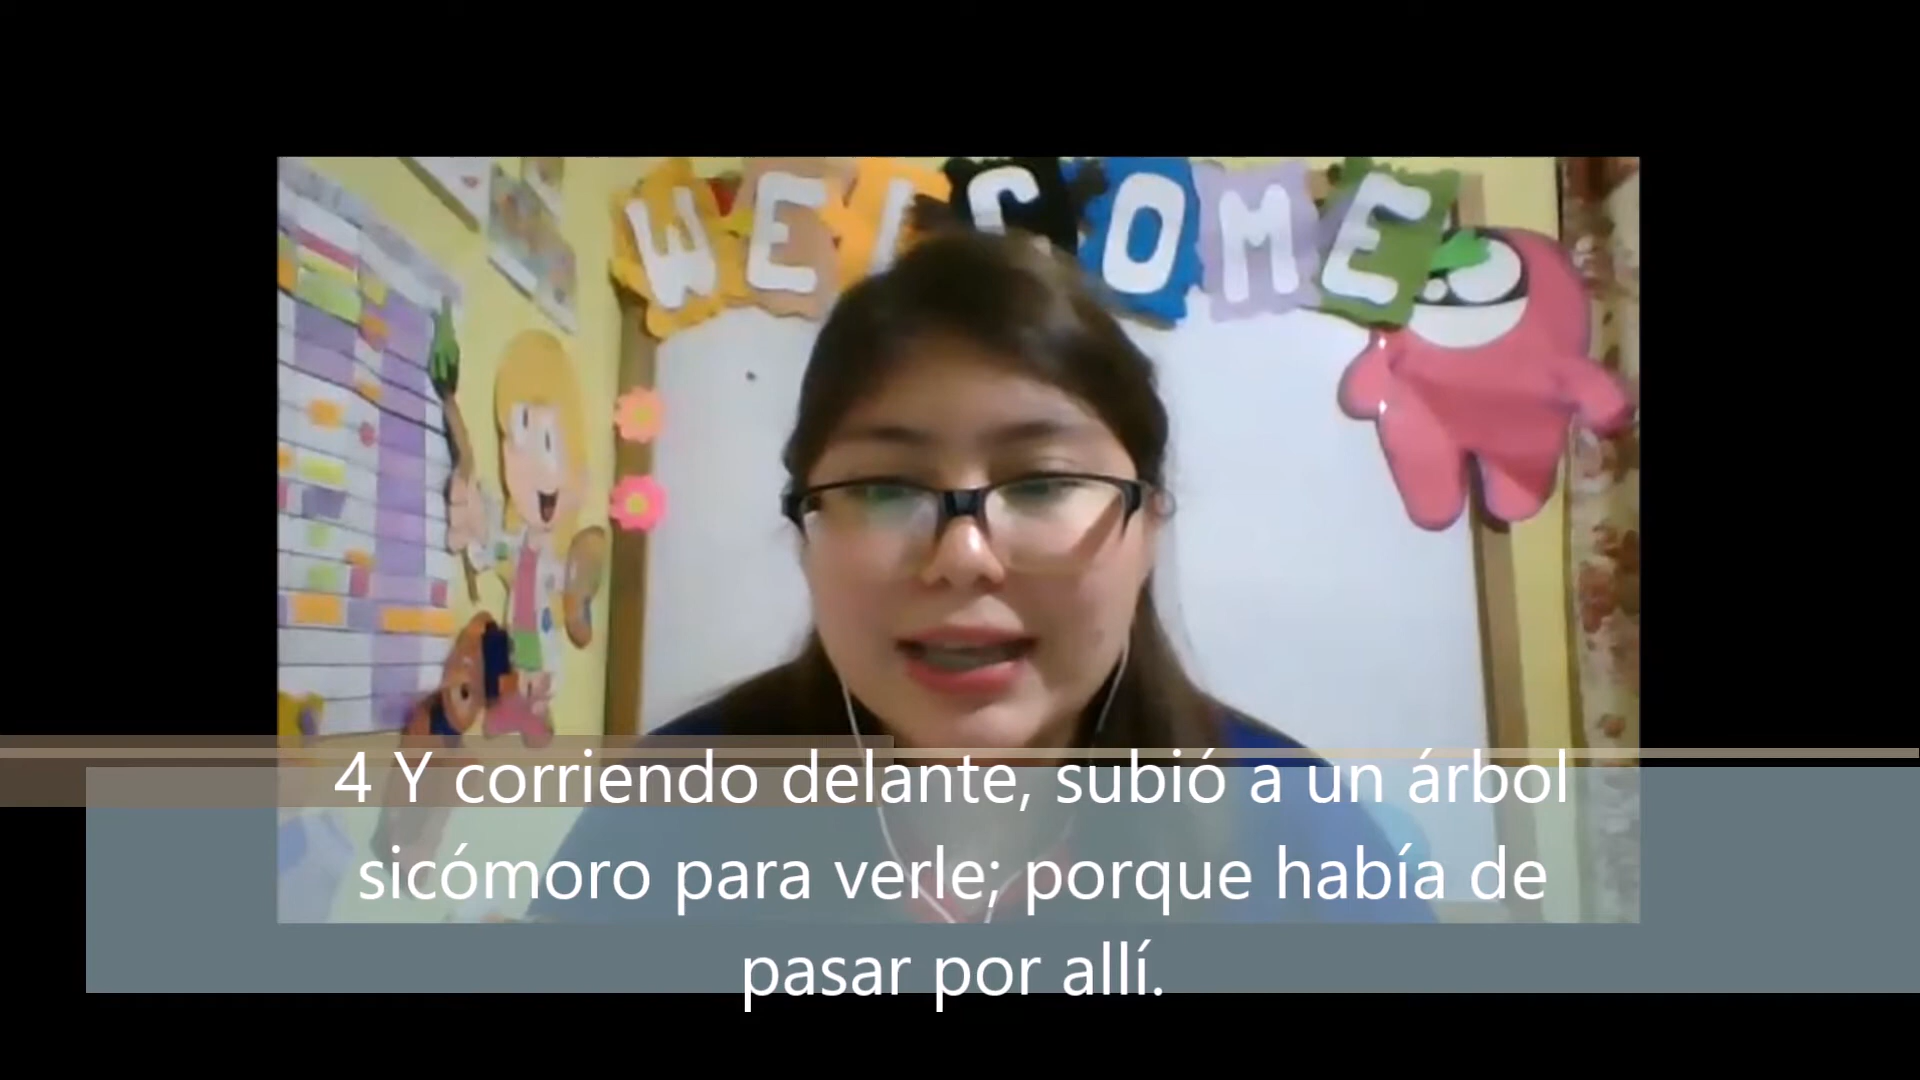 WELCOME
4 Y corriendo delante, subió a un árbol
sicómoro para verle; porque había de
pasar por allí.